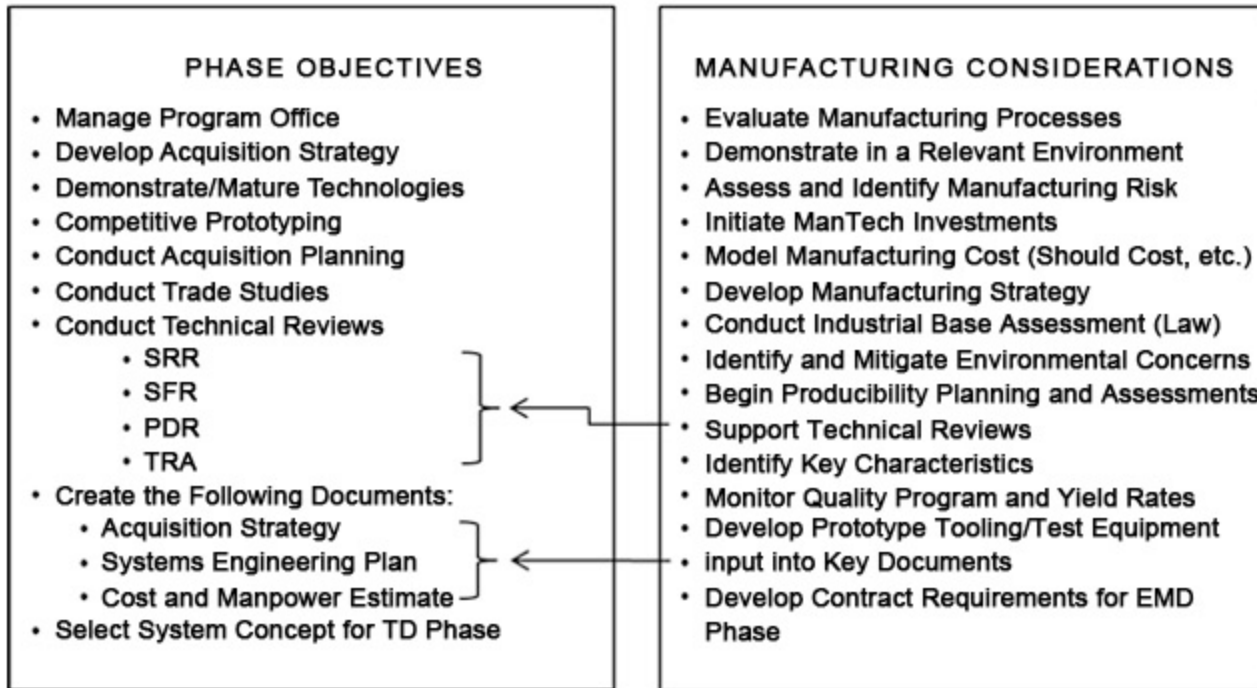 PHASE OBJECTIVES
• Manage Program Office
• Develop Acquisition Strategy
• Demonstrate/Mature Technologies
• Competitive Prototyping
• Conduct Acquisition Planning
• Conduct Trade Studies
• Conduct Technical Reviews
• SRR
• SFR
• PDR
• TRA
• Create the Following Documents:
• Acquisition Strategy
• Systems Engineering Plan
• Cost and Manpower Estimate
• Select System Concept for TD Phase
MANUFACTURING CONSIDERATIONS
• Evaluate Manufacturing Processes
• Demonstrate in a Relevant Environment
• Assess and Identify Manufacturing Risk
• Initiate ManTech Investments
• Model Manufacturing Cost (Should Cost, etc.)
• Develop Manufacturing Strategy
• Conduct Industrial Base Assessment (Law)
• Identify and Mitigate Environmental Concerns
• Begin Producibility Planning and Assessments
• Support Technical Reviews
• Identify Key Characteristics
• Monitor Quality Program and Yield Rates
• Develop Prototype Tooling/Test Equipment
• input into Key Documents
• Develop Contract Requirements for EMD
Phase